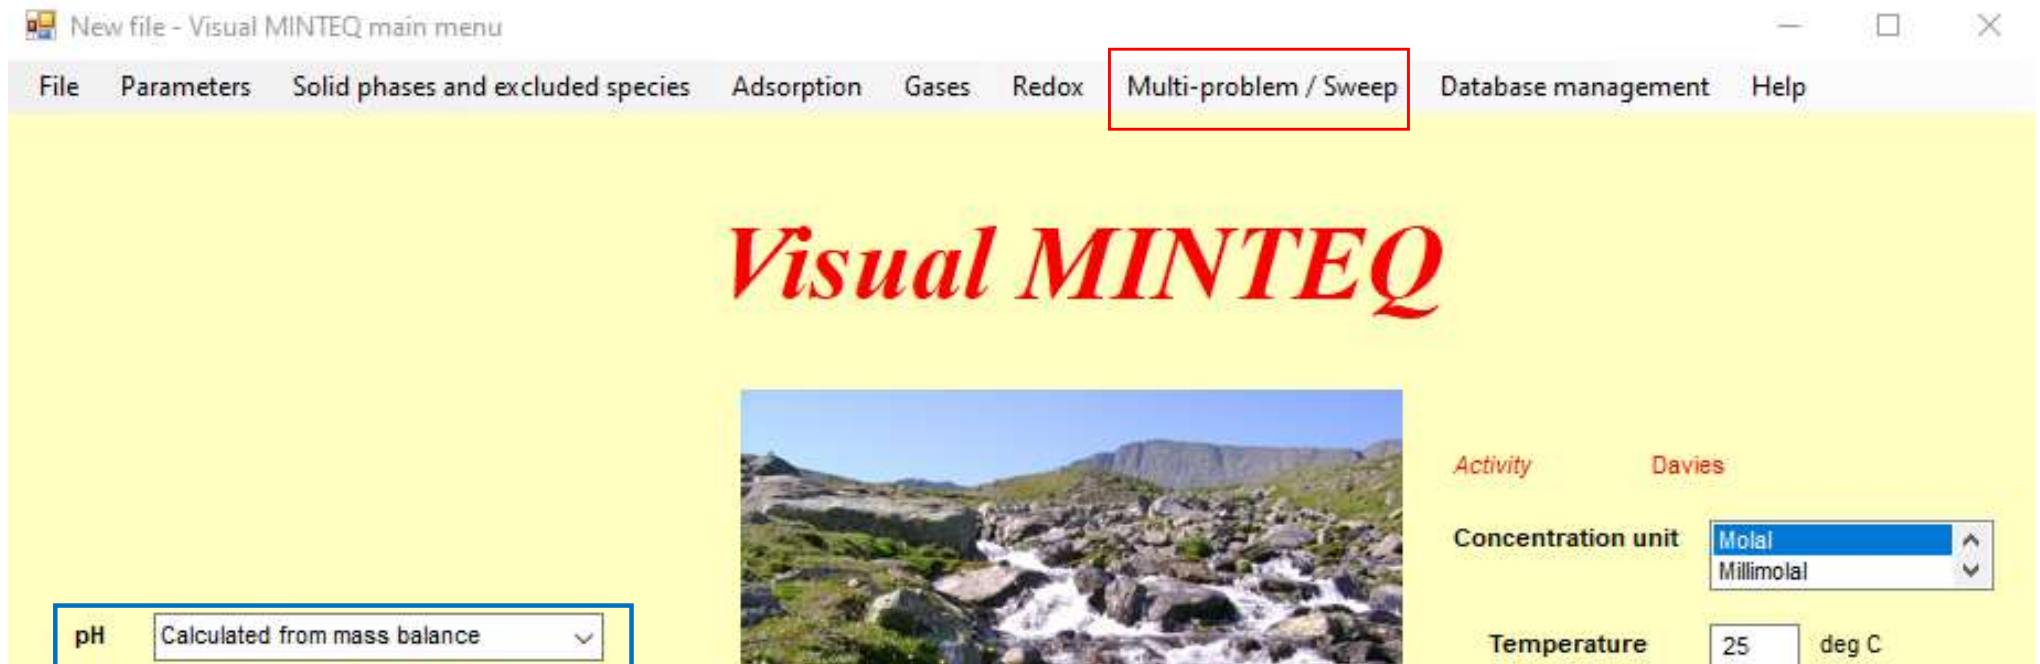 New file - Visual MINTEQ main menu
File Parameters Solid phases and excluded species Adsorption Gases Redox Multi-problem / Sweep Database management Help
Visual MINTEQ
Activity Davies
Concentration unit Molal
Millimolal
pH Calculated from mass balance
Temperature 25 deg C